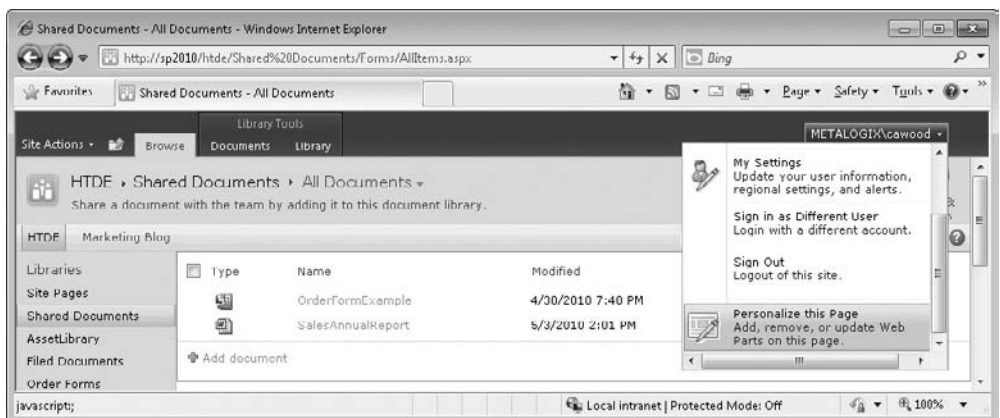 Shared Documents - All Documents - Windows Internet Explorer
http://sp2010/htde/Shared%20Documents/Forms/AllItems.aspx
Bing
Favorites
Shared Documents - All Documents
Page
Safety
Tools
Site Actions
Browse
Library Tools
Documents
Library
METALOGIX\cawood
HTDE
Shared Documents
All Documents
Share a document with the team by adding it to this document library.
HTDE
Marketing Blog
My Settings
Update your user information,
regional settings, and alerts.
Sign in as Different User
Login with a different account.
Sign Out
Logout of this site.
Personalize this Page
Add, remove, or update Web
Parts on this page.
Libraries
Site Pages
Shared Documents
AssetLibrary
Filed Documents
Order Forms
Type
Name
Modified
OrderFormExample
4/30/2010 7:40 PM
SalesAnnualReport
5/3/2010 2:01 PM
Add document
javascript:;
Local intranet | Protected Mode: Off
100%